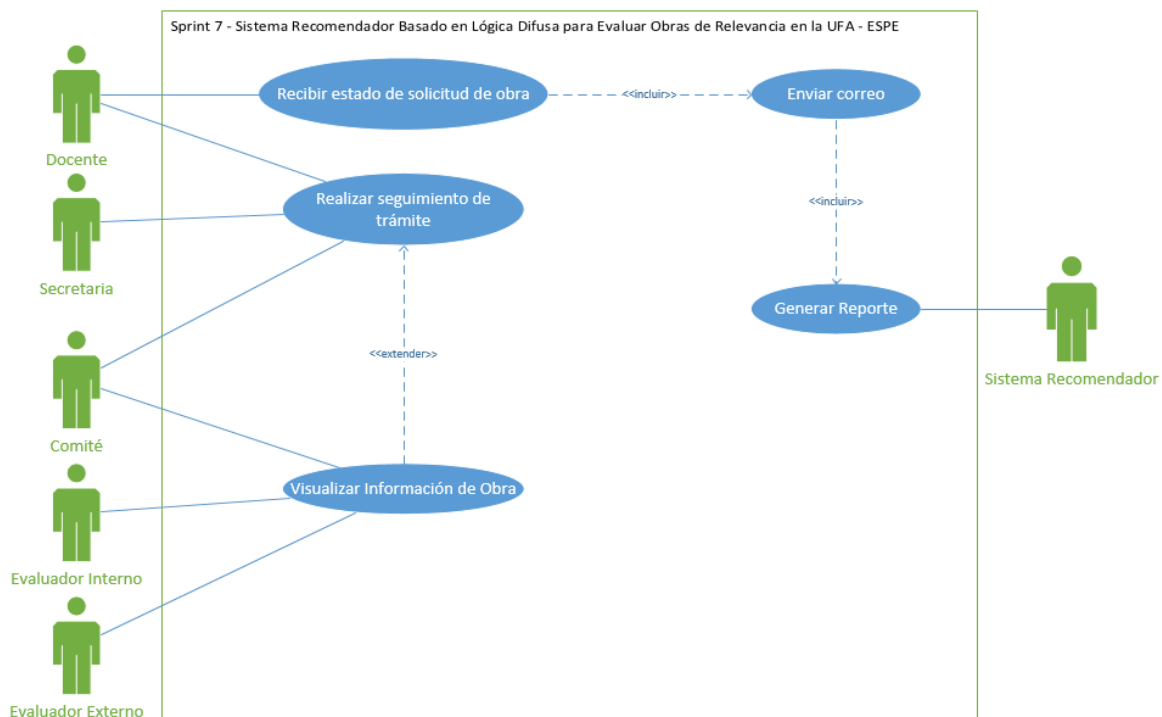 Sprint 7 - Sistema Recomendador Basado en Lógica Difusa para Evaluar Obras de Relevancia en la UFA - ESPE
Docente
Recibir estado de solicitud de obra
<<incluir>>
Enviar correo
Secretaria
Realizar seguimiento de
trámite
<<incluir>>
Generar Reporte
Sistema Recomendador
<<extender>>
Comité
Visualizar Información de Obra
Evaluador Interno
Evaluador Externo